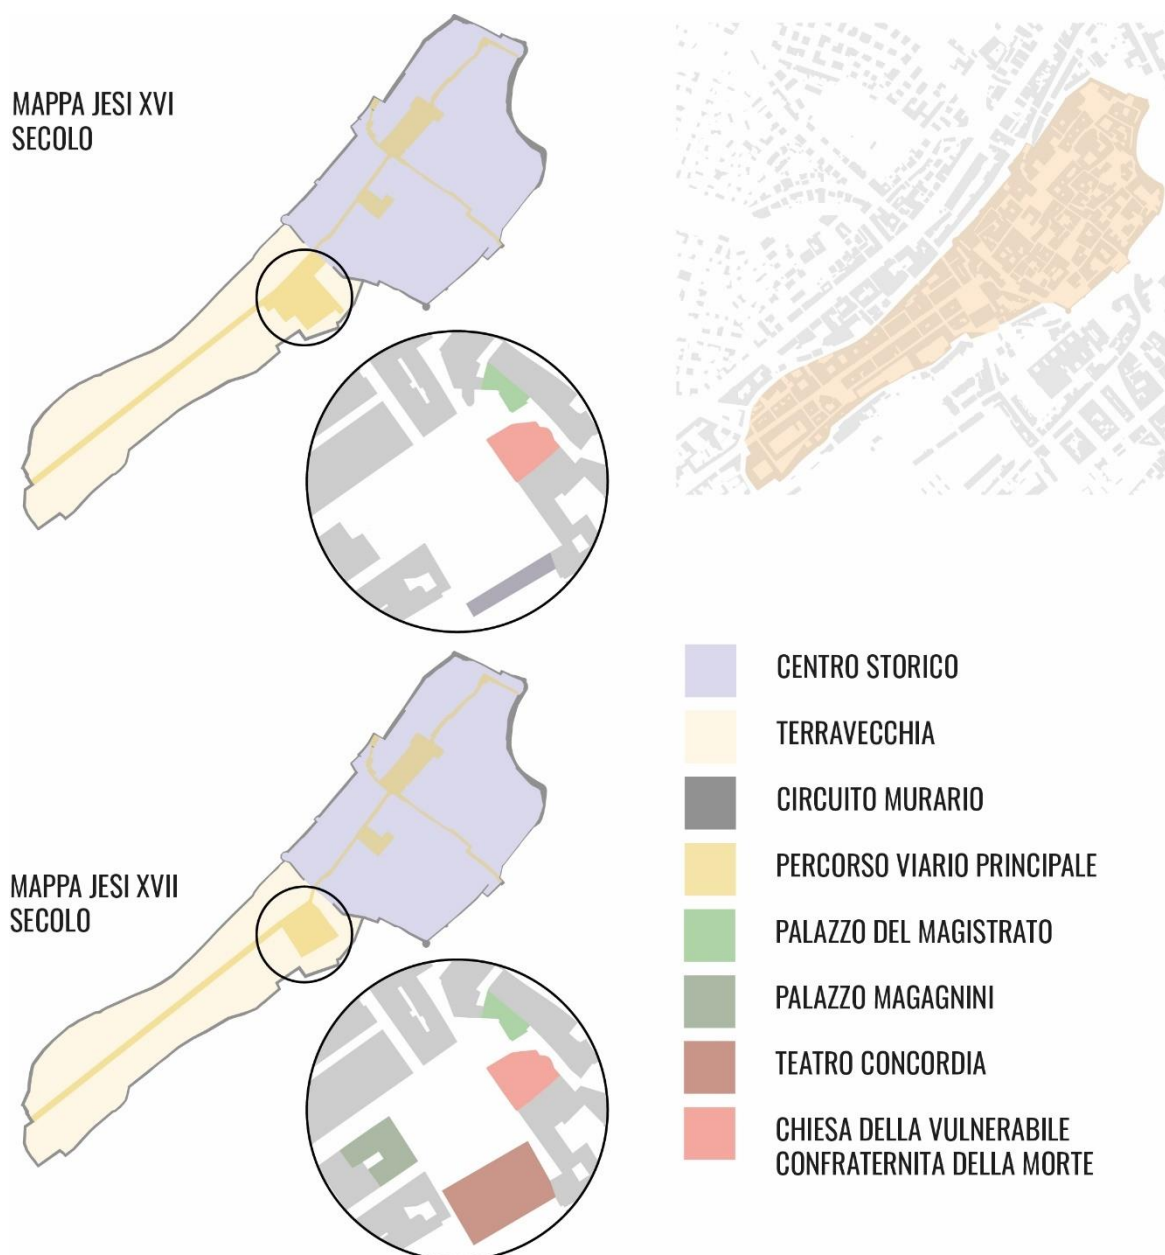 MAPPA JESI XVI
SECOLO
CENTRO STORICO
TERRAVECCHIA
CIRCUITO MURARIO
PERCORSO VIARIO PRINCIPALE
PALAZZO DEL MAGISTRATO
PALAZZO MAGAGNINI
TEATRO CONCORDIA
CHIESA DELLA VULNERABILE
CONFRATERNITA DELLA MORTE
MAPPA JESI XVII
SECOLO